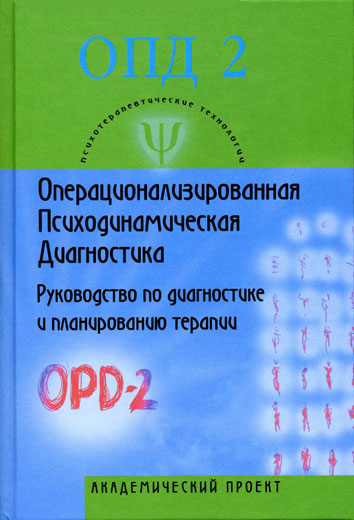 ОПД 2
психотерапевтические технологии
Ψ
Операционализированная
Психодинамическая
Диагностика
Руководство по диагностике
и планированию терапии
OPD-2
АКАДЕМИЧЕСКИЙ ПРОЕКТ